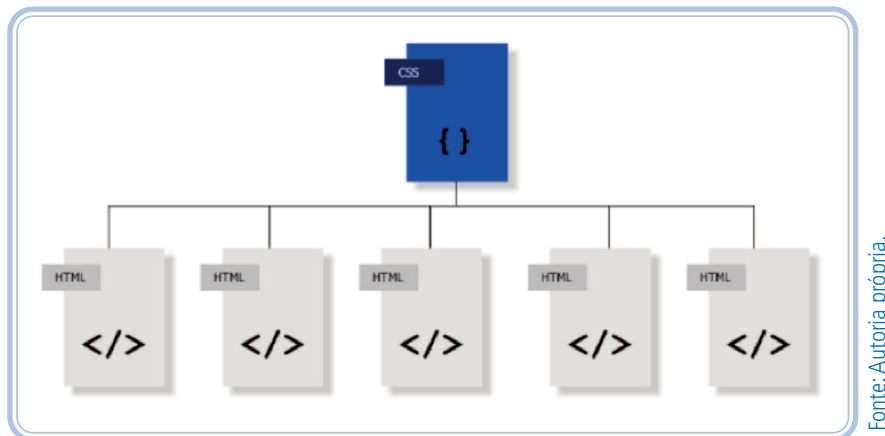 CSS
{ }
HTML
HTML
HTML
HTML
HTML
</>
</>
</>
</>
</>
Fonte: Autoria própria.